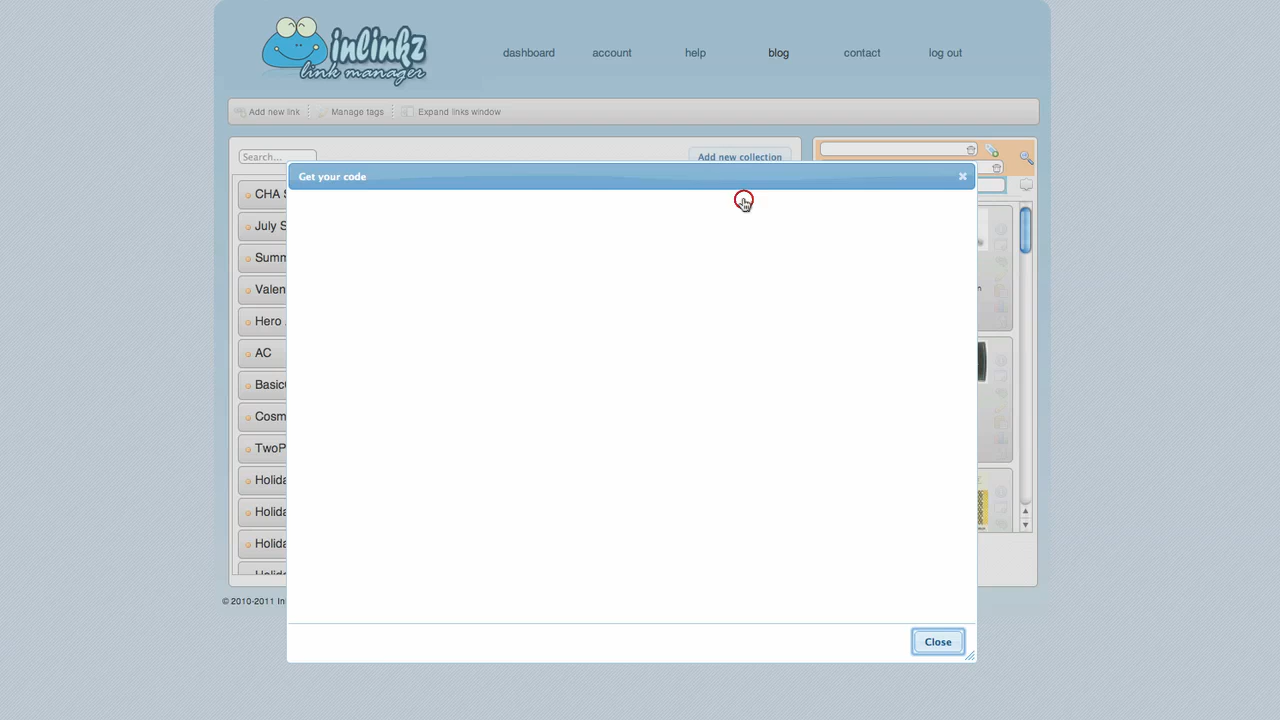 inlinkz
link manager
dashboard account help blog contact log out
Add new link Manage tags Expand links window
Search... Add new collection
Get your code
CHA S
July S
Summ
Valen
Hero
AC
Basic
Cosm
TwoP
Holida
Holida
Holida
© 2010-2011 In
Close